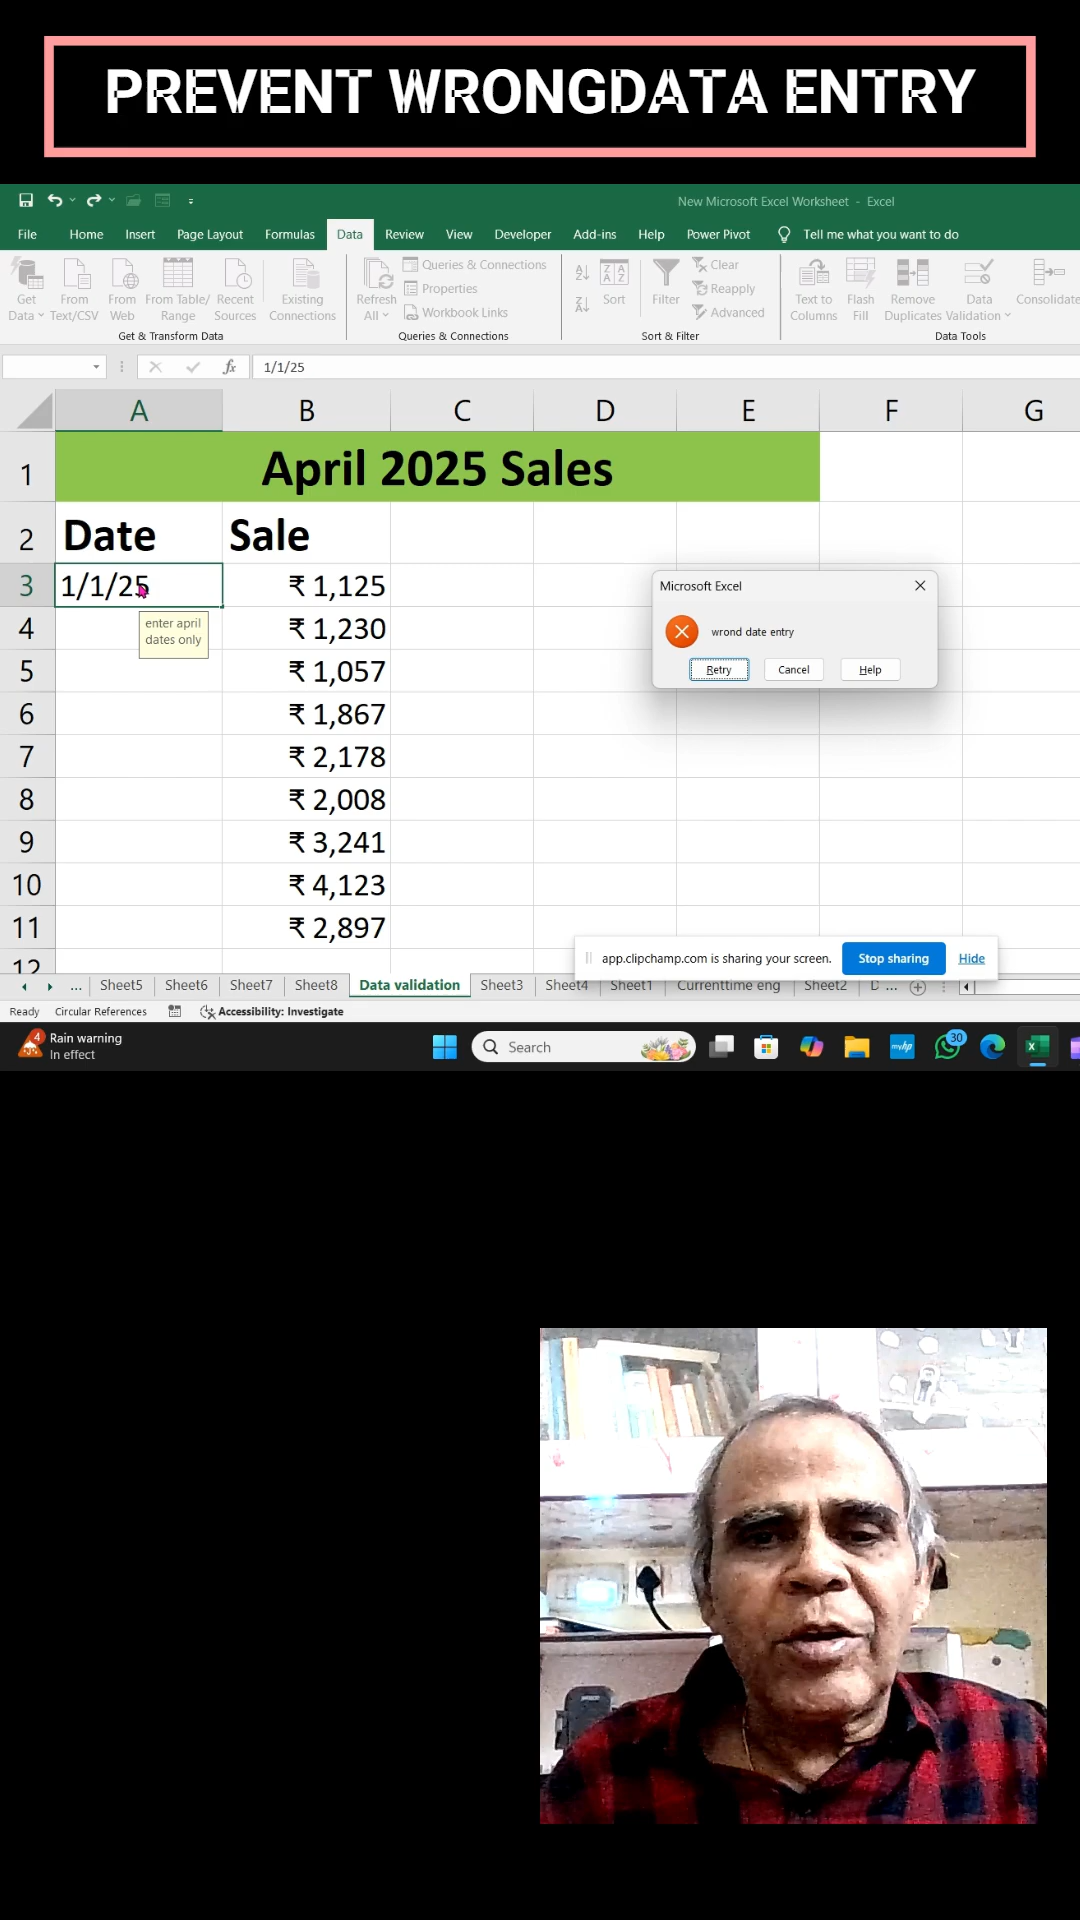 PREVENT WRONGDATA ENTRY
New Microsoft Excel Worksheet - Excel
File Home Insert Page Layout Formulas Data Review View Developer Add-ins Help Power Pivot Tell me what you want to do
Get Data
From Text/CSV
From Web
From Table/ Range
Recent Sources
Existing Connections
Refresh All
Queries & Connections
Properties
Workbook Links
Sort
Filter
Clear
Reapply
Advanced
Text to Columns
Flash Fill
Remove Duplicates
Data Validation
Consolidate
Get & Transform Data Queries & Connections Sort & Filter Data Tools
fx 1/1/25
A B C D E F G
1 April 2025 Sales
2 Date Sale
3 1/1/25 ₹ 1,125
4 ₹ 1,230
5 ₹ 1,057
6 ₹ 1,867
7 ₹ 2,178
8 ₹ 2,008
9 ₹ 3,241
10 ₹ 4,123
11 ₹ 2,897
12
enter april
dates only
Microsoft Excel
wrond date entry
Retry Cancel Help
app.clipchamp.com is sharing your screen. Stop sharing Hide
... Sheet5 Sheet6 Sheet7 Sheet8 Data validation Sheet3 Sheet4 Sheet1 Currenttime eng Sheet2 D ...
Ready Circular References Accessibility: Investigate
4 Rain warning
In effect
Search
myhp
30